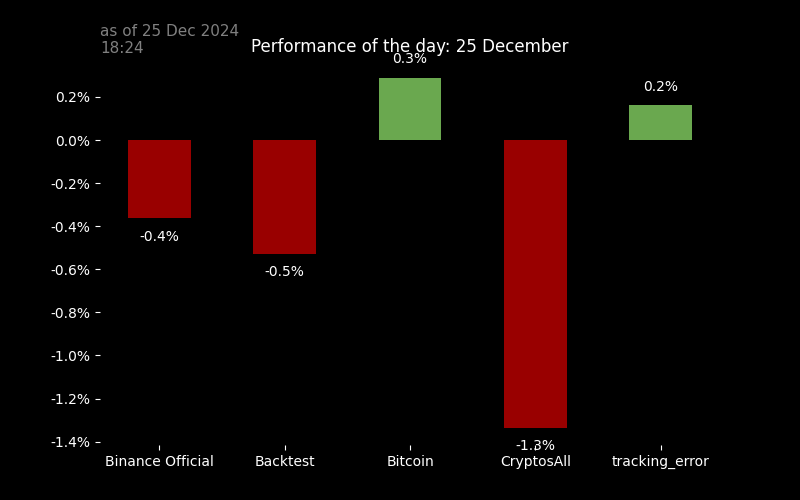 as of 25 Dec 2024
18:24
Performance of the day: 25 December
0.3%
0.2%
0.2%
0.0%
-0.2%
-0.4%
-0.4%
-0.6%
-0.5%
-0.8%
-1.0%
-1.2%
-1.4%
-1.3%
Binance Official
Backtest
Bitcoin
CryptosAll
tracking_error